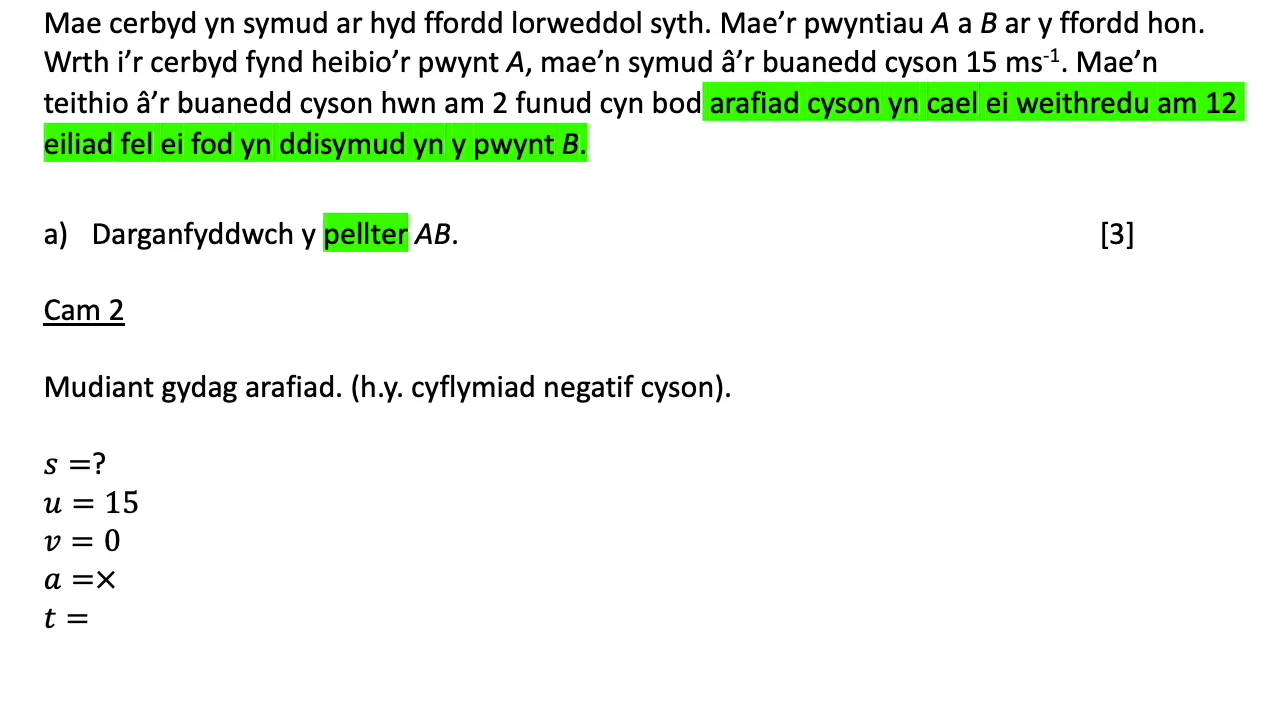 Mae cerbyd yn symud ar hyd ffordd lorweddol syth. Mae’r pwyntiau A a B ar y ffordd hon.
Wrth i’r cerbyd fynd heibio’r pwynt A, mae’n symud â’r buanedd cyson 15 ms⁻¹. Mae’n
teithio â’r buanedd cyson hwn am 2 funud cyn bod arafiad cyson yn cael ei weithredu am 12
eiliad fel ei fod yn ddisymud yn y pwynt B.
a) Darganfyddwch y pellter AB. [3]
Cam 2
Mudiant gydag arafiad. (h.y. cyflymiad negatif cyson).
s =?
u = 15
v = 0
a =×
t =